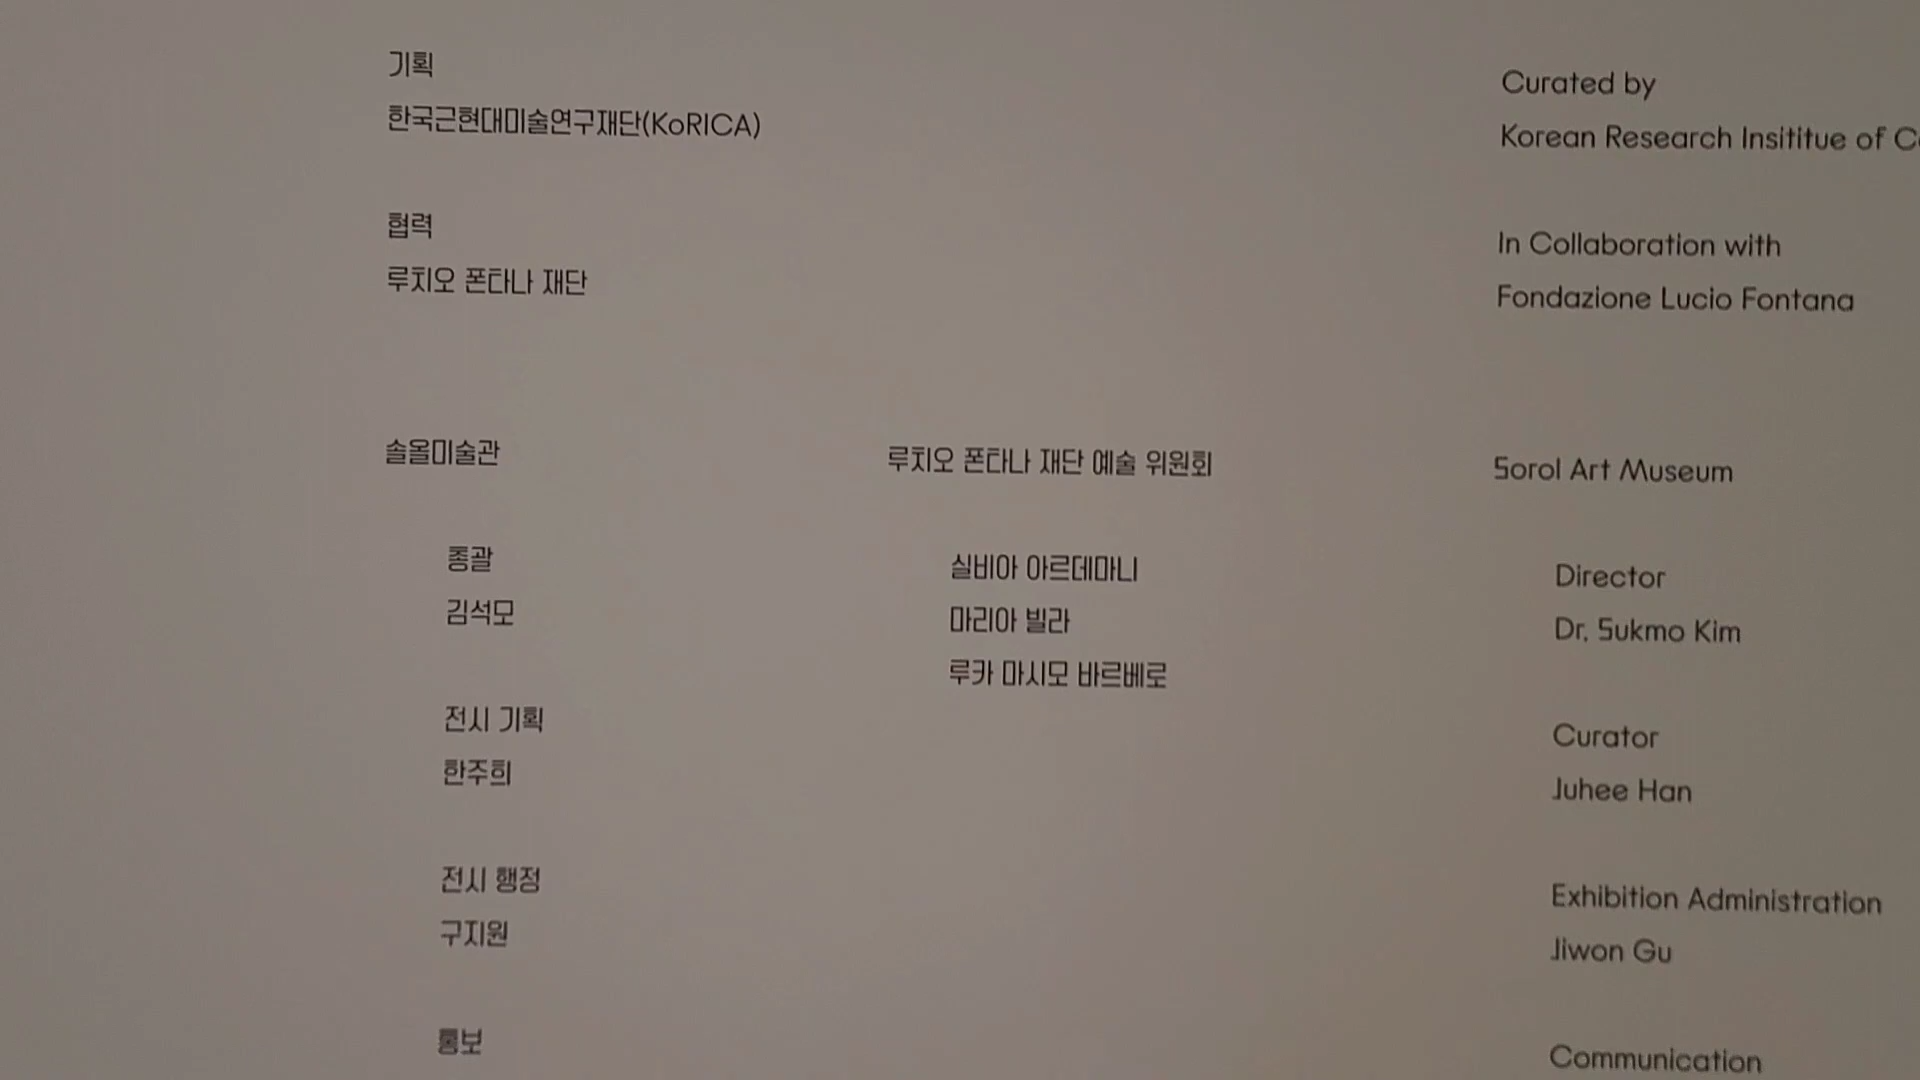 기획
한국근현대미술연구재단(KoRICA)
협력
루치오 폰타나 재단
솔올미술관
총괄
김석모
전시 기획
한주희
전시 행정
구지원
홍보
루치오 폰타나 재단 예술 위원회
실비아 아르데마니
마리아 빌라
루카 마시모 바르베로
Curated by
Korean Research Insititue of
In Collaboration with
Fondazione Lucio Fontana
Sorol Art Museum
Director
Dr. Sukmo Kim
Curator
Juhee Han
Exhibition Administration
Jiwon Gu
Communication